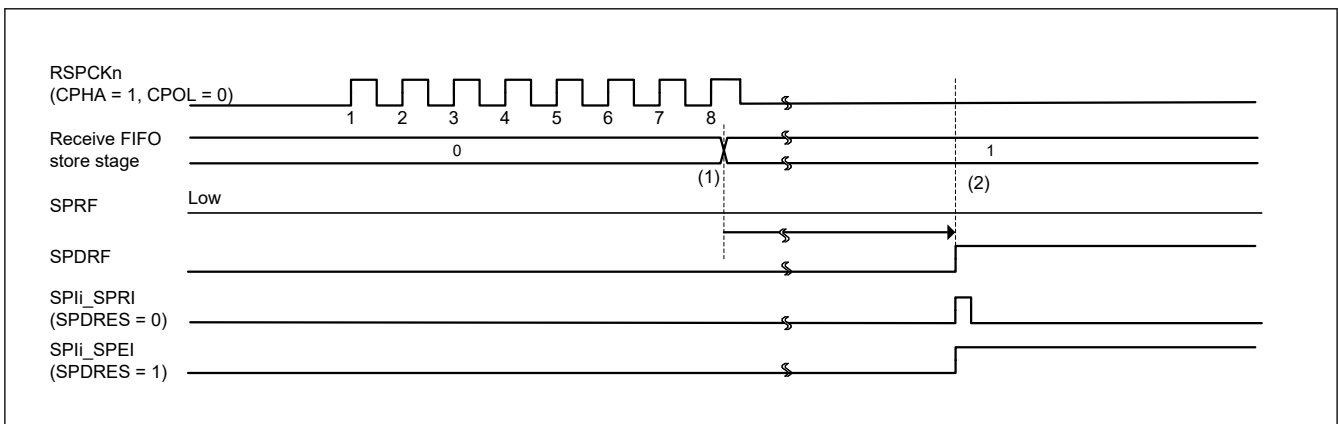 RSPCKn
(CPHA = 1, CPOL = 0)
1 2 3 4 5 6 7 8
Receive FIFO
store stage
0
1
(1)
(2)
SPRF
Low
SPDRF
SPIi_SPRI
(SPDRES = 0)
SPIi_SPEI
(SPDRES = 1)